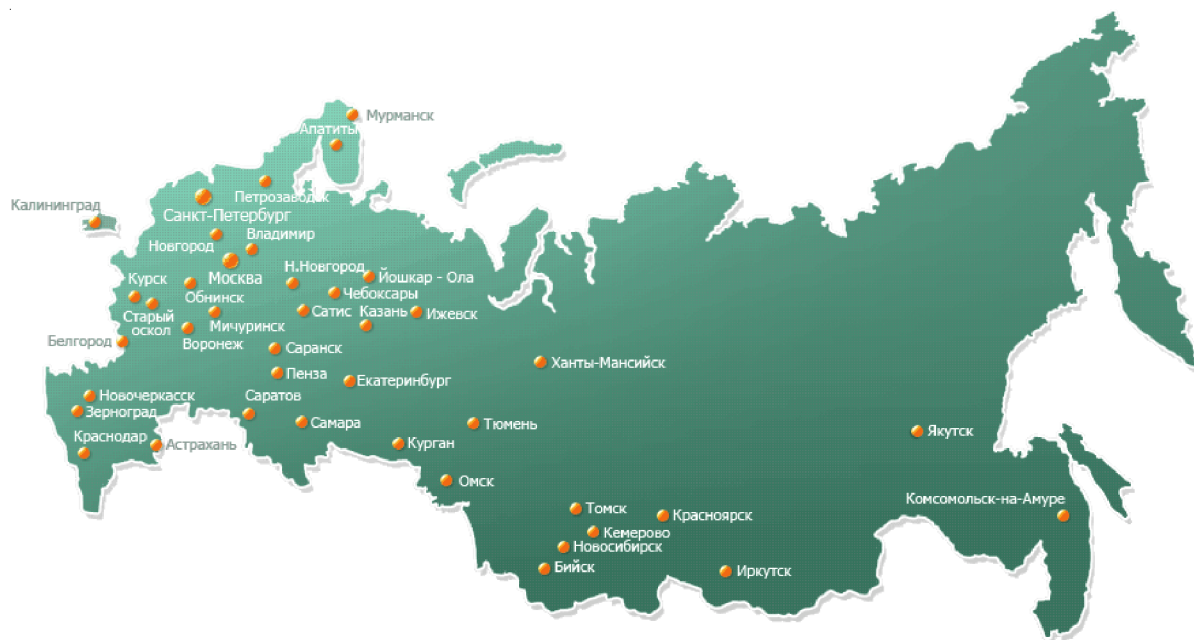 Мурманск
Апатиты
Петрозаводск
Калининград
Санкт-Петербург
Владимир
Новгород
Н.Новгород
Йошкар - Ола
Курск
Москва
Чебоксары
Обнинск
Сатис
Казань
Ижевск
Старый
оскол
Мичуринск
Белгород
Воронеж
Саранск
Ханты-Мансийск
Пенза
Екатеринбург
Новочеркасск
Саратов
Зерноград
Самара
Тюмень
Якутск
Краснодар
Астрахань
Курган
Омск
Комсомольск-на-Амуре
Томск
Красноярск
Кемерово
Новосибирск
Бийск
Иркутск